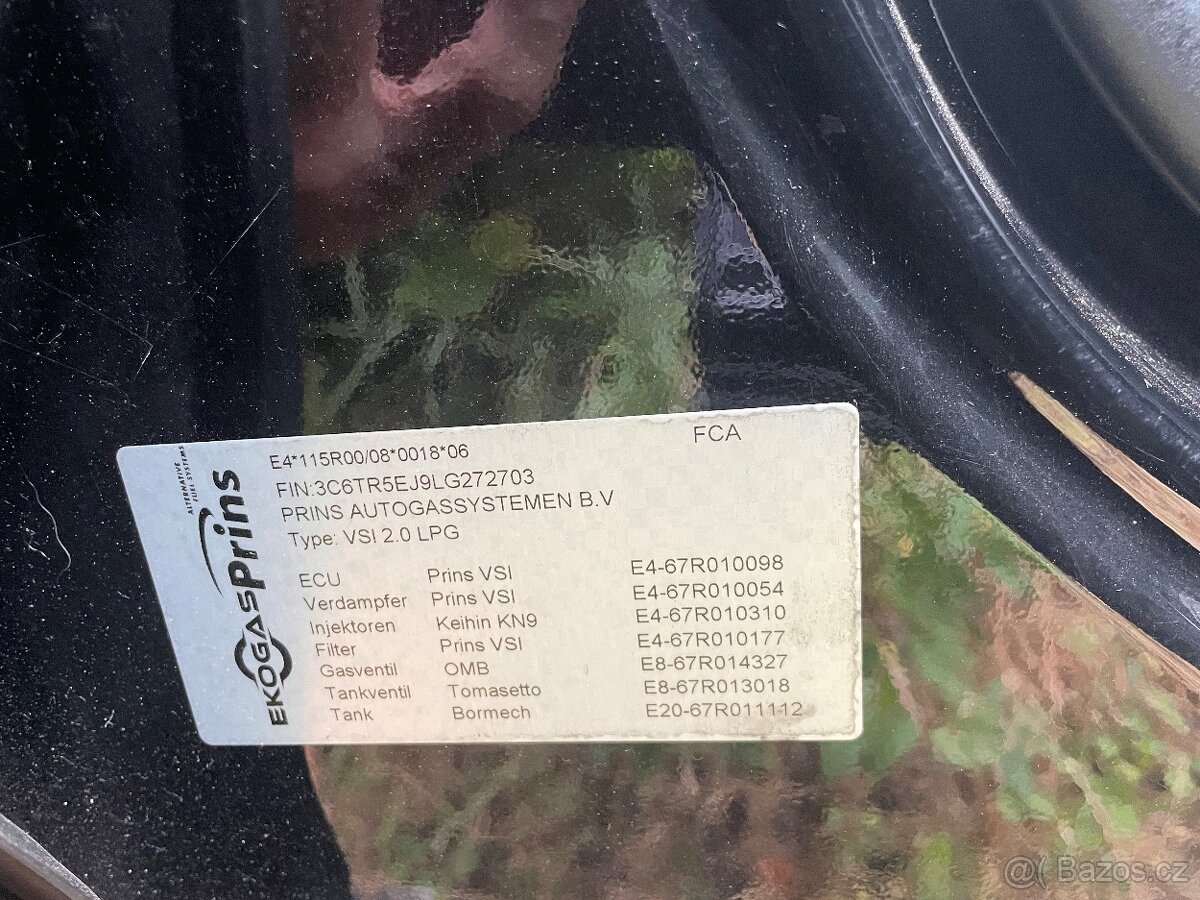 ALTERNATIVE
FUEL SYSTEMS
Prins
EKOGAS
E4*115R00/08*0018*06
FCA
FIN:3C6TR5EJ9LG272703
PRINS AUTOGASSYSTEMEN B.V
Type: VSI 2.0 LPG
ECU Prins VSI E4-67R010098
Verdampfer Prins VSI E4-67R010054
Injektoren Keihin KN9 E4-67R010310
Filter Prins VSI E4-67R010177
Gasventil OMB E8-67R014327
Tankventil Tomasetto E8-67R013018
Tank Bormech E20-67R011112
Bazos.cz